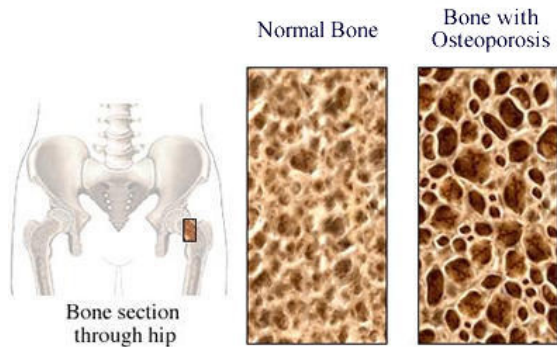 Normal Bone
Bone with
Osteoporosis
Bone section
through hip